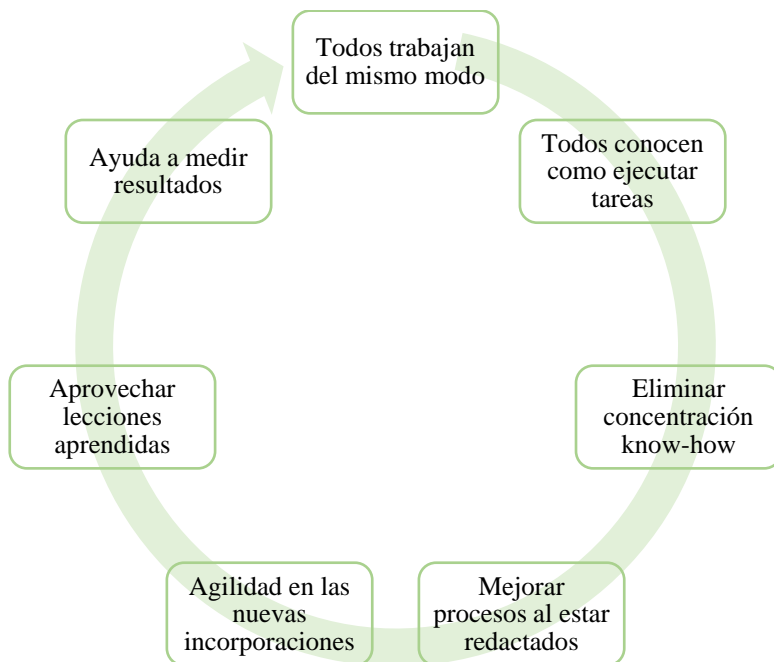 Todos trabajan
del mismo modo
Todos conocen
como ejecutar
tareas
Eliminar
concentración
know-how
Mejorar
procesos al estar
redactados
Agilidad en las
nuevas
incorporaciones
Aprovechar
lecciones
aprendidas
Ayuda a medir
resultados